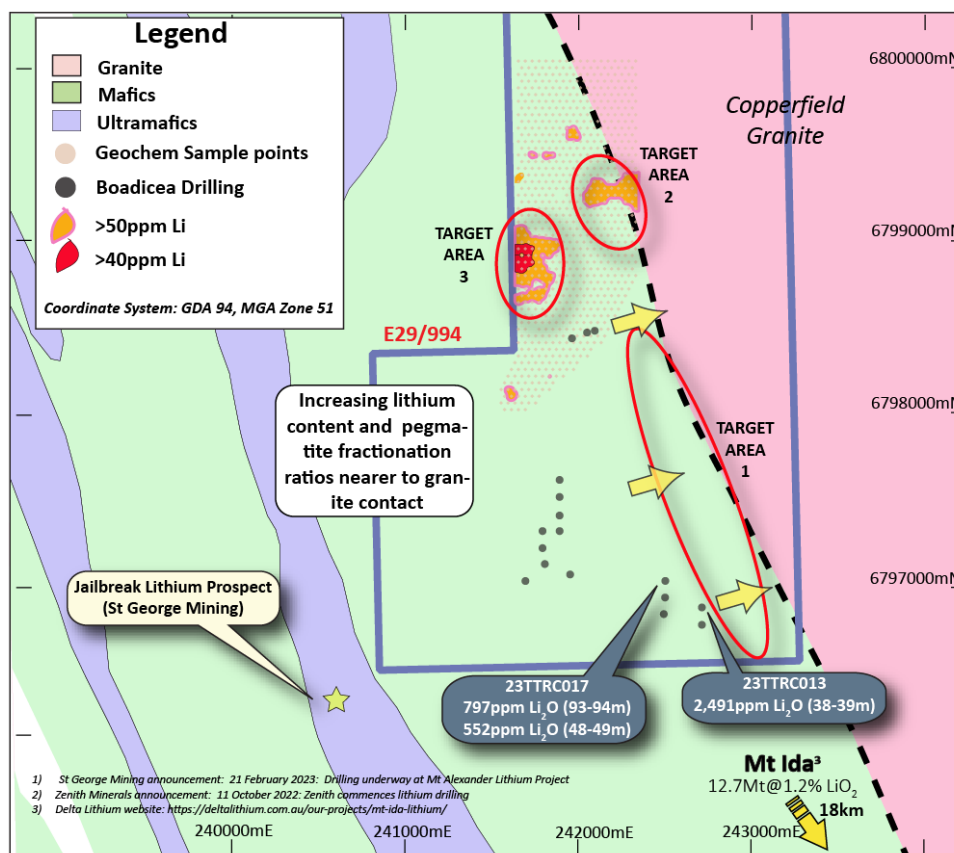 Legend
Granite
Mafics
Ultramafics
Geochem Sample points
Boadicea Drilling
>50ppm Li
>40ppm Li
Coordinate System: GDA 94, MGA Zone 51
6800000mN
Copperfield
Granite
TARGET
AREA
2
6799000mN
TARGET
AREA
3
E29/994
Increasing lithium
content and pegma-
tite fractionation
ratios nearer to gran-
ite contact
6798000mN
TARGET
AREA
1
6797000mN
Jailbreak Lithium Prospect
(St George Mining)
23TTRC017
797ppm Li₂O (93-94m)
552ppm Li₂O (48-49m)
23TTRC013
2,491ppm Li₂O (38-39m)
Mt Ida³
12.7Mt@1.2% LiO₂
18km
1) St George Mining announcement: 21 February 2023: Drilling underway at Mt Alexander Lithium Project
2) Zenith Minerals announcement: 11 October 2022: Zenith commences lithium drilling
3) Delta Lithium website: https://deltalithium.com.au/our-projects/mt-ida-lithium/
240000mE
241000mE
242000mE
243000mE